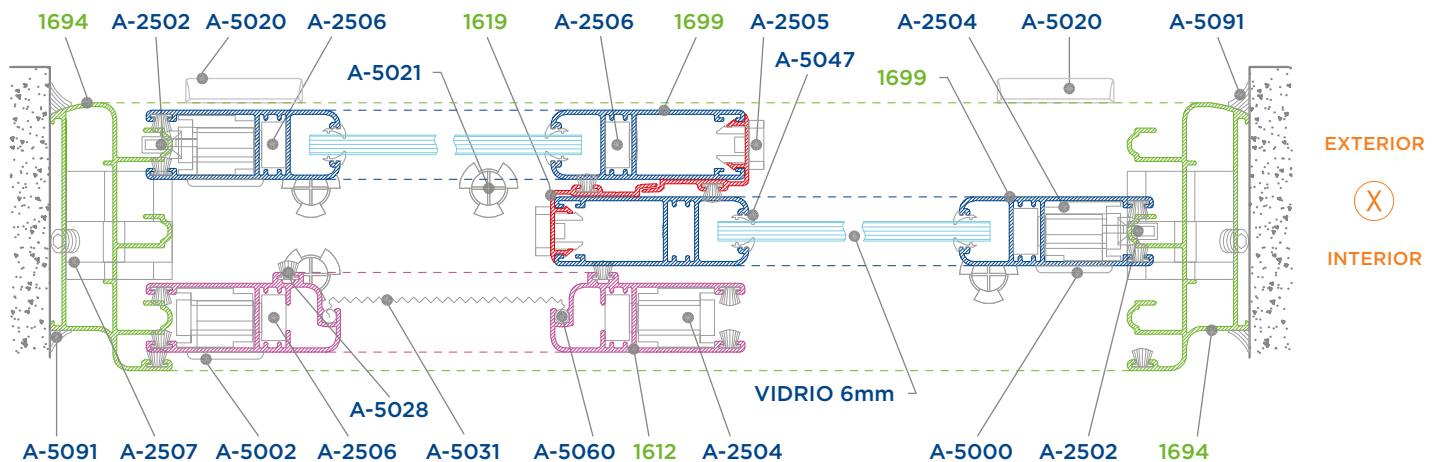 1694 A-2502 A-5020 A-2506 1619 A-2506 1699 A-2505 A-2504 A-5020 A-5091
A-5021 A-5047 1699
EXTERIOR
X
INTERIOR
VIDRIO 6mm
A-5028
A-5091 A-2507 A-5002 A-2506 A-5031 A-5060 1612 A-2504 A-5000 A-2502 1694